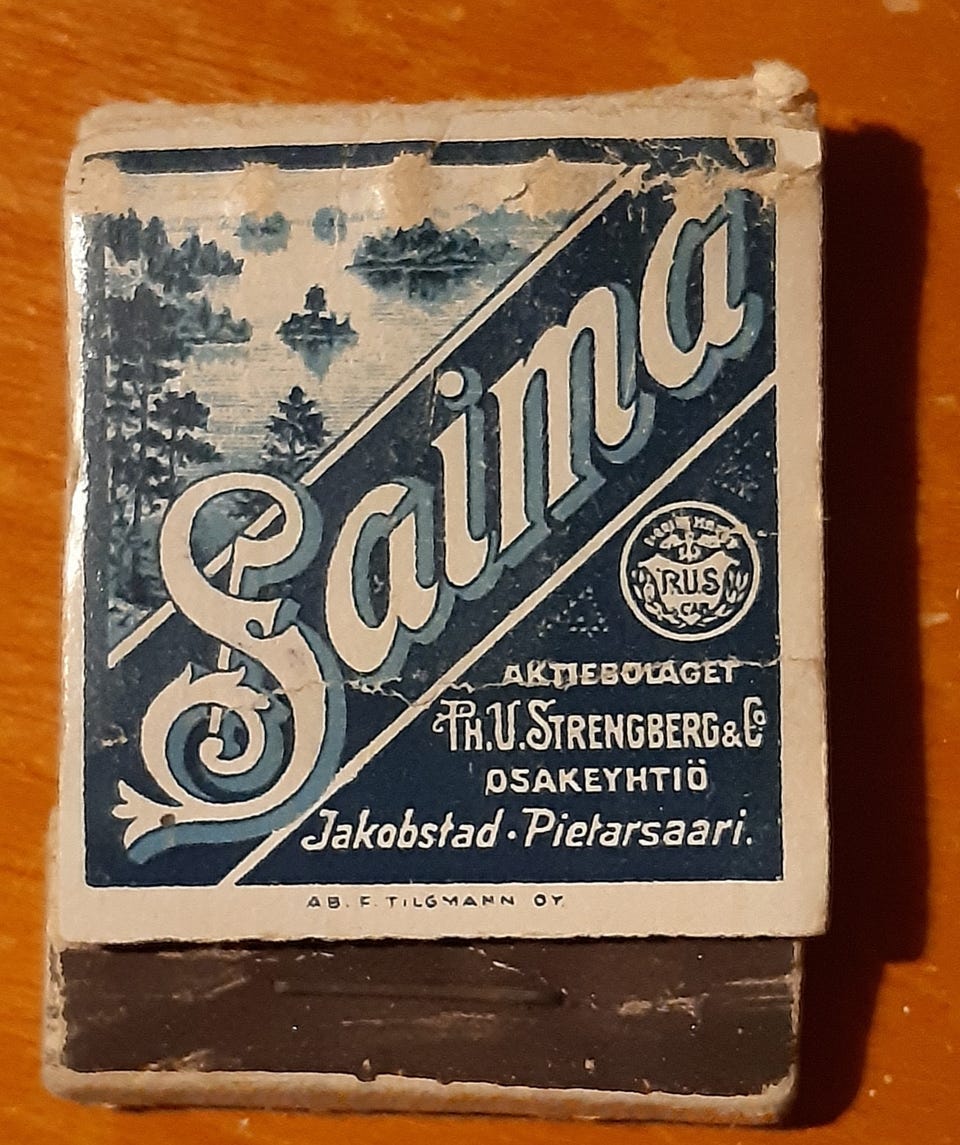 Saima
R.U.S
AKTIEBOLAGET
PH.U.STRENGBERG & Co
OSAKEYHTIÖ
Jakobstad · Pietarsaari.
AB. F. TILGMANN OY.